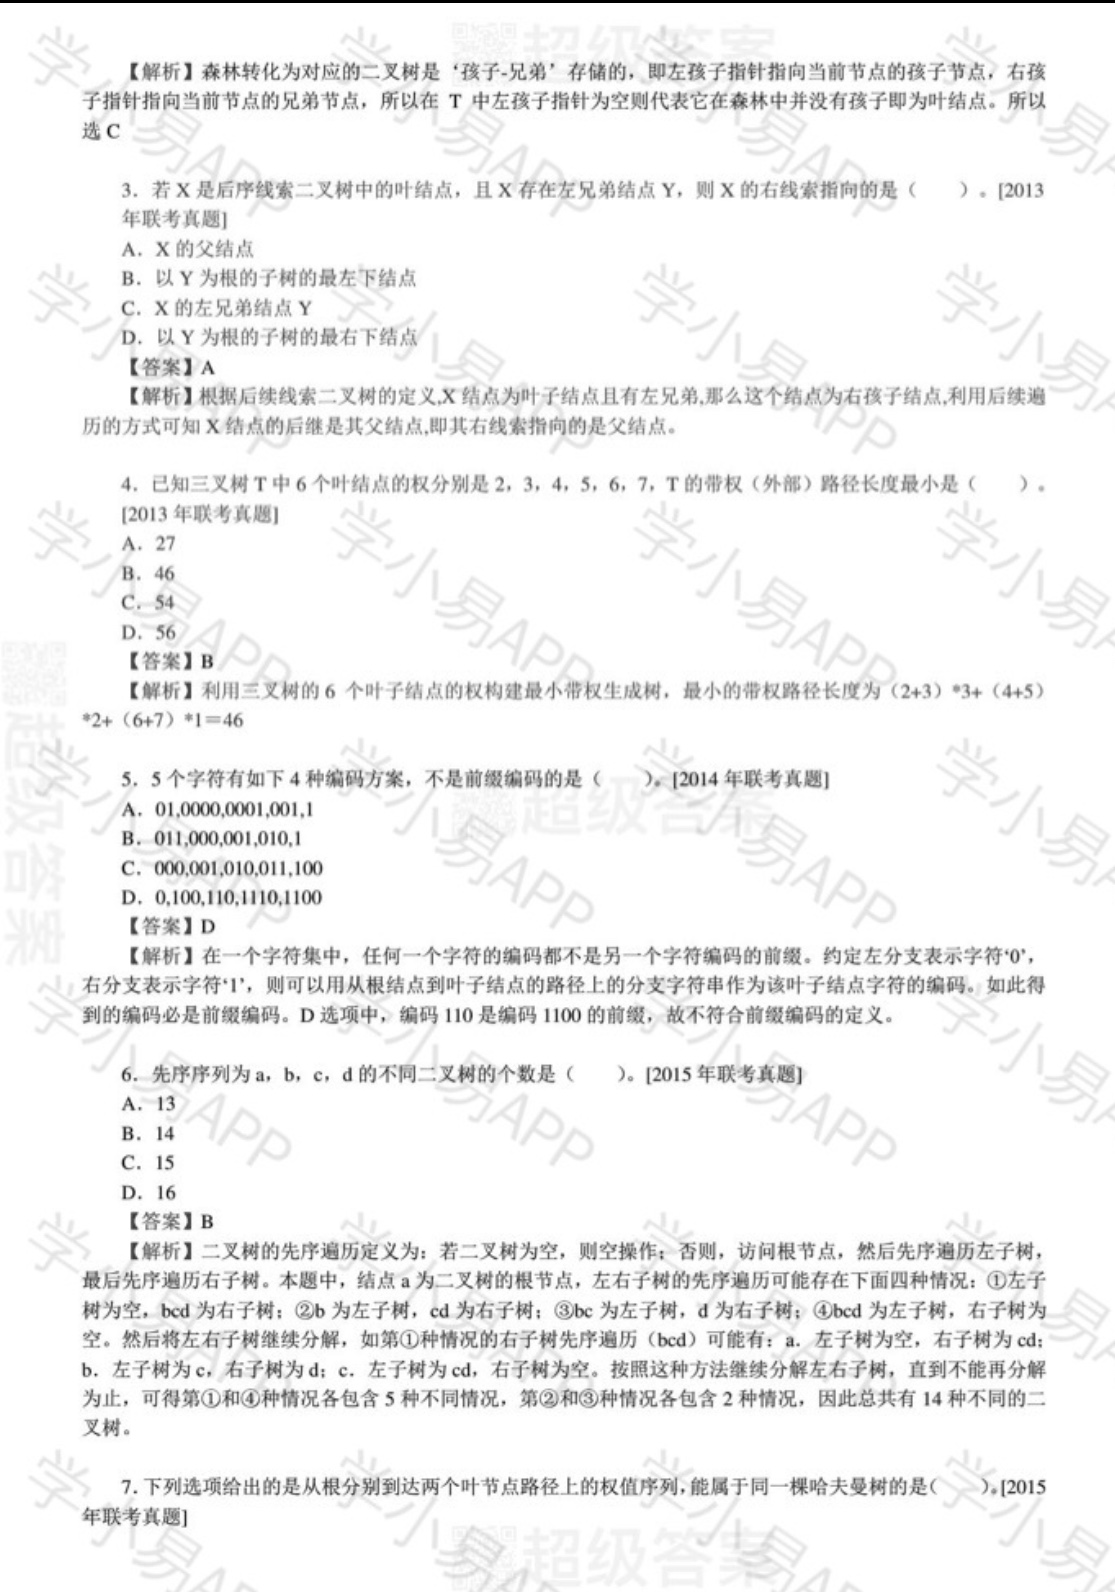 【解析】森林转化为对应的二叉树是‘孩子-兄弟’存储的，即左孩子指针指向当前节点的孩子节点，右孩
子指针指向当前节点的兄弟节点，所以在 T 中左孩子指针为空则代表它在森林中并没有孩子即为叶结点。所以
选 C
3．若 X 是后序线索二叉树中的叶结点，且 X 存在左兄弟结点 Y，则 X 的右线索指向的是（　　）。[2013
年联考真题]
A．X 的父结点
B．以 Y 为根的子树的最左下结点
C．X 的左兄弟结点 Y
D．以 Y 为根的子树的最右下结点
【答案】A
【解析】根据后续线索二叉树的定义,X 结点为叶子结点且有左兄弟,那么这个结点为右孩子结点,利用后续遍
历的方式可知 X 结点的后继是其父结点,即其右线索指向的是父结点。
4．已知三叉树 T 中 6 个叶结点的权分别是 2，3，4，5，6，7，T 的带权（外部）路径长度最小是（　　）。
[2013 年联考真题]
A．27
B．46
C．54
D．56
【答案】B
【解析】利用三叉树的 6 个叶子结点的权构建最小带权生成树，最小的带权路径长度为（2+3）*3+（4+5）
*2+（6+7）*1＝46
5．5 个字符有如下 4 种编码方案，不是前缀编码的是（　　）。[2014 年联考真题]
A．01,0000,0001,001,1
B．011,000,001,010,1
C．000,001,010,011,100
D．0,100,110,1110,1100
【答案】D
【解析】在一个字符集中，任何一个字符的编码都不是另一个字符编码的前缀。约定左分支表示字符‘0’，
右分支表示字符‘1’，则可以用从根结点到叶子结点的路径上的分支字符串作为该叶子结点字符的编码。如此得
到的编码必是前缀编码。D 选项中，编码 110 是编码 1100 的前缀，故不符合前缀编码的定义。
6．先序序列为 a，b，c，d 的不同二叉树的个数是（　　）。[2015 年联考真题]
A．13
B．14
C．15
D．16
【答案】B
【解析】二叉树的先序遍历定义为：若二叉树为空，则空操作；否则，访问根节点，然后先序遍历左子树，
最后先序遍历右子树。本题中，结点 a 为二叉树的根节点，左右子树的先序遍历可能存在下面四种情况：①左子
树为空，bcd 为右子树；②b 为左子树，cd 为右子树；③bc 为左子树，d 为右子树；④bcd 为左子树，右子树为
空。然后将左右子树继续分解，如第①种情况的右子树先序遍历（bcd）可能有：a．左子树为空，右子树为 cd；
b．左子树为 c，右子树为 d；c．左子树为 cd，右子树为空。按照这种方法继续分解左右子树，直到不能再分解
为止，可得第①和④种情况各包含 5 种不同情况，第②和③种情况各包含 2 种情况，因此总共有 14 种不同的二
叉树。
7．下列选项给出的是从根分别到达两个叶节点路径上的权值序列，能属于同一棵哈夫曼树的是（　　）。[2015
年联考真题]
学小易APP
超级答案